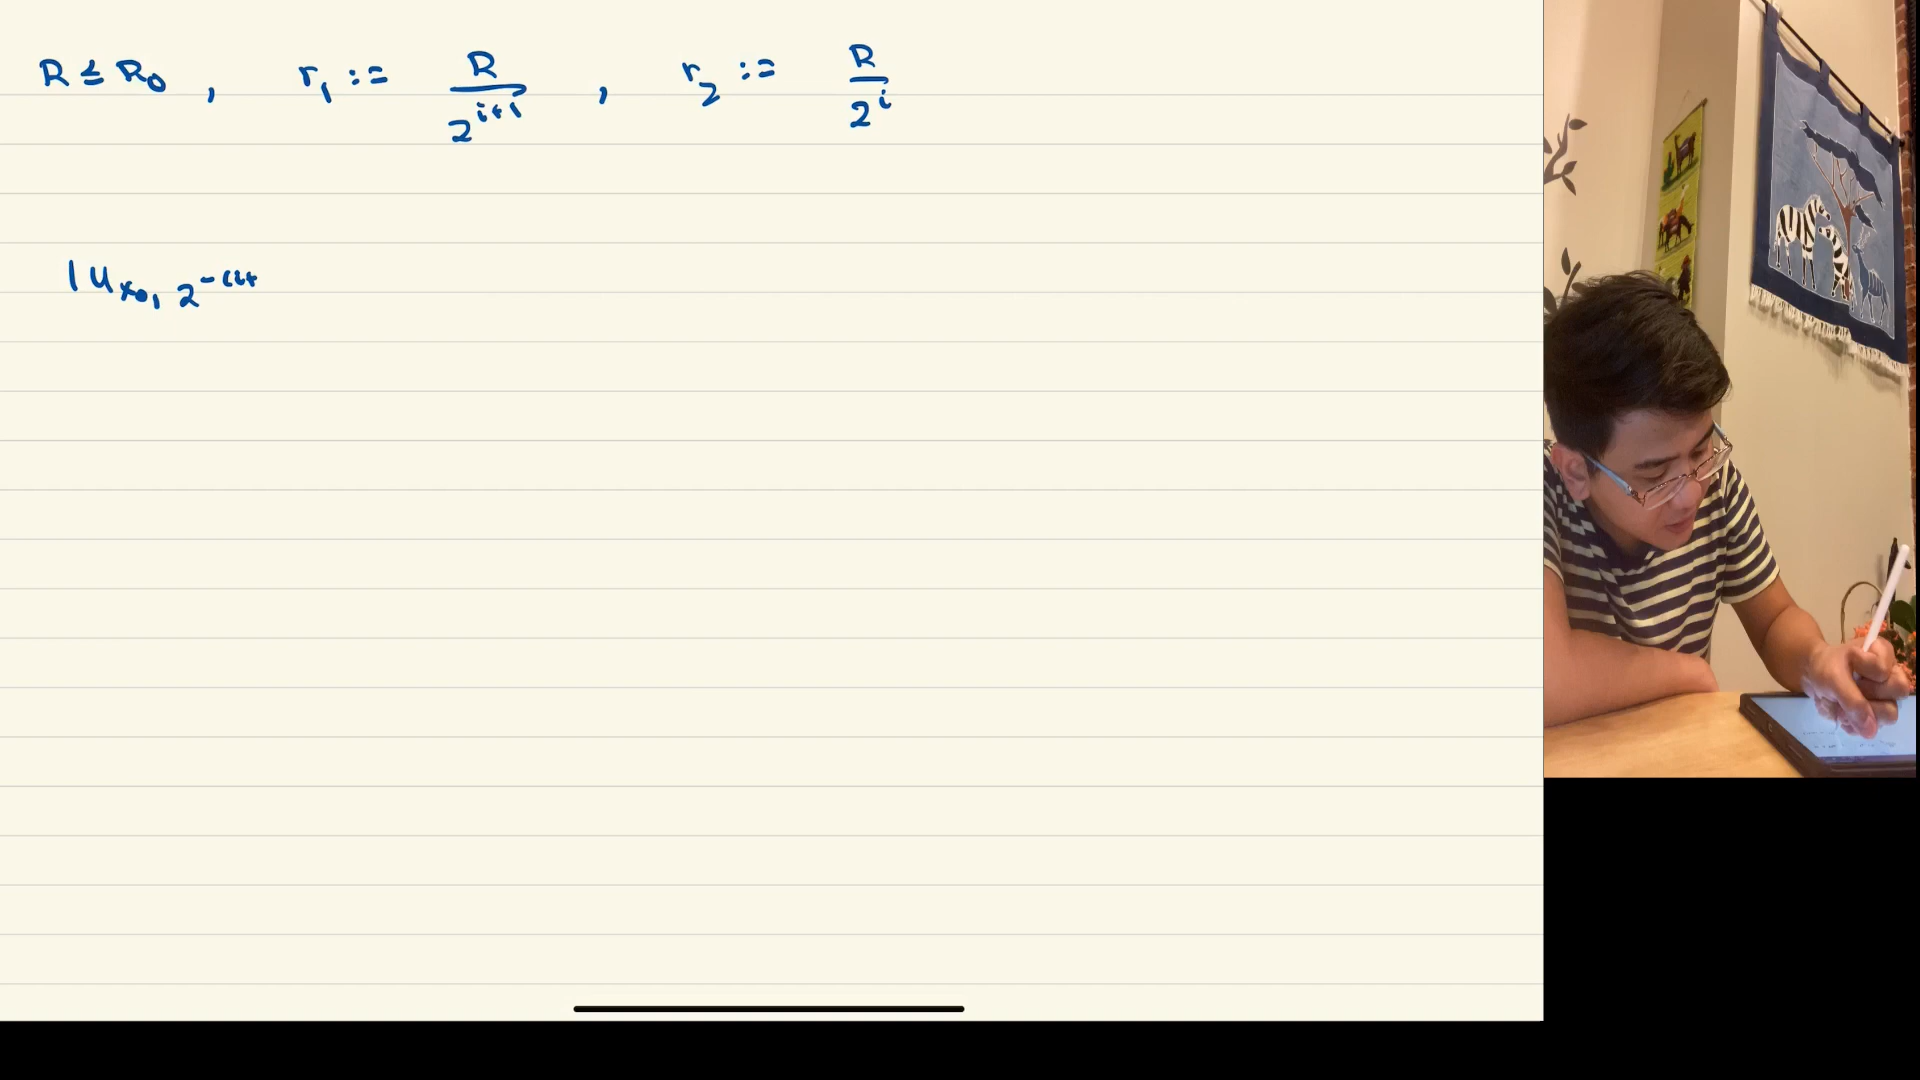 R ≤ R₀ , r₁ := R/2^{i+1} , r₂ := R/2^i
|u_{x₀, 2^{-(i+